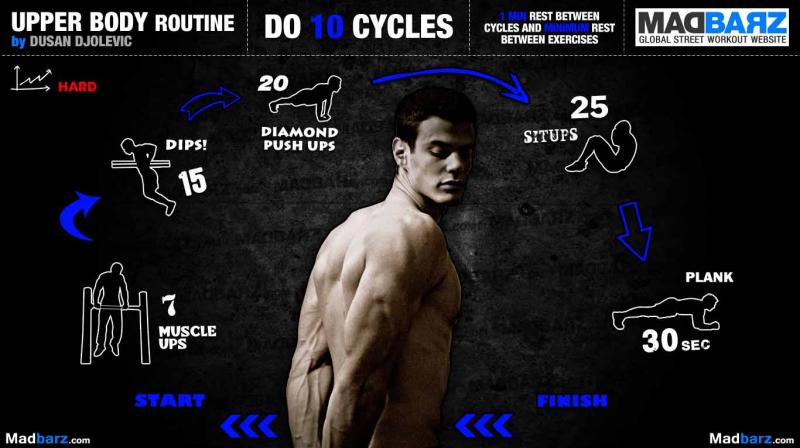 UPPER BODY ROUTINE
by DUSAN DJOLEVIC
DO 10 CYCLES
1 MIN REST BETWEEN
CYCLES AND MINIMUM REST
BETWEEN EXERCISES
MADBARZ
GLOBAL STREET WORKOUT WEBSITE
HARD
20
DIAMOND
PUSH UPS
25
SITUPS
DIPS!
15
PLANK
30 SEC
7
MUSCLE
UPS
START
FINISH
Madbarz.com
Madbarz.com